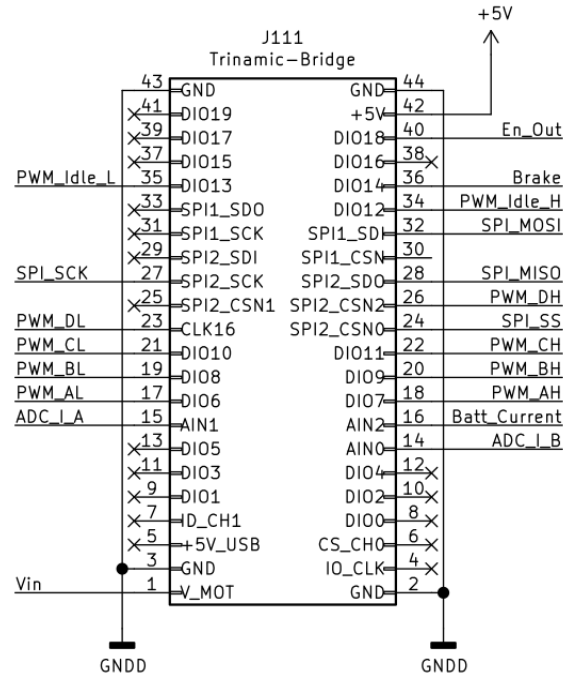 +5V
J111
Trinamic-Bridge
43 GND GND 44
41 DIO19 +5V 42
39 DIO17 DIO18 40 En_Out
37 DIO15 DIO16 38
PWM_Idle_L 35 DIO13 DIO14 36 Brake
33 SPI1_SDO DIO12 34 PWM_Idle_H
31 SPI1_SCK SPI1_SDI 32 SPI_MOSI
29 SPI2_SDI SPI1_CSN 30
SPI_SCK 27 SPI2_SCK SPI2_SDO 28 SPI_MISO
25 SPI2_CSN1 SPI2_CSN2 26 PWM_DH
PWM_DL 23 CLK16 SPI2_CSN0 24 SPI_SS
PWM_CL 21 DIO10 DIO11 22 PWM_CH
PWM_BL 19 DIO8 DIO9 20 PWM_BH
PWM_AL 17 DIO6 DIO7 18 PWM_AH
ADC_I_A 15 AIN1 AIN2 16 Batt_Current
13 DIO5 AIN0 14 ADC_I_B
11 DIO3 DIO4 12
9 DIO1 DIO2 10
7 ID_CH1 DIO0 8
5 +5V_USB CS_CH0 6
3 GND IO_CLK 4
Vin 1 V_MOT GND 2
GNDD GNDD